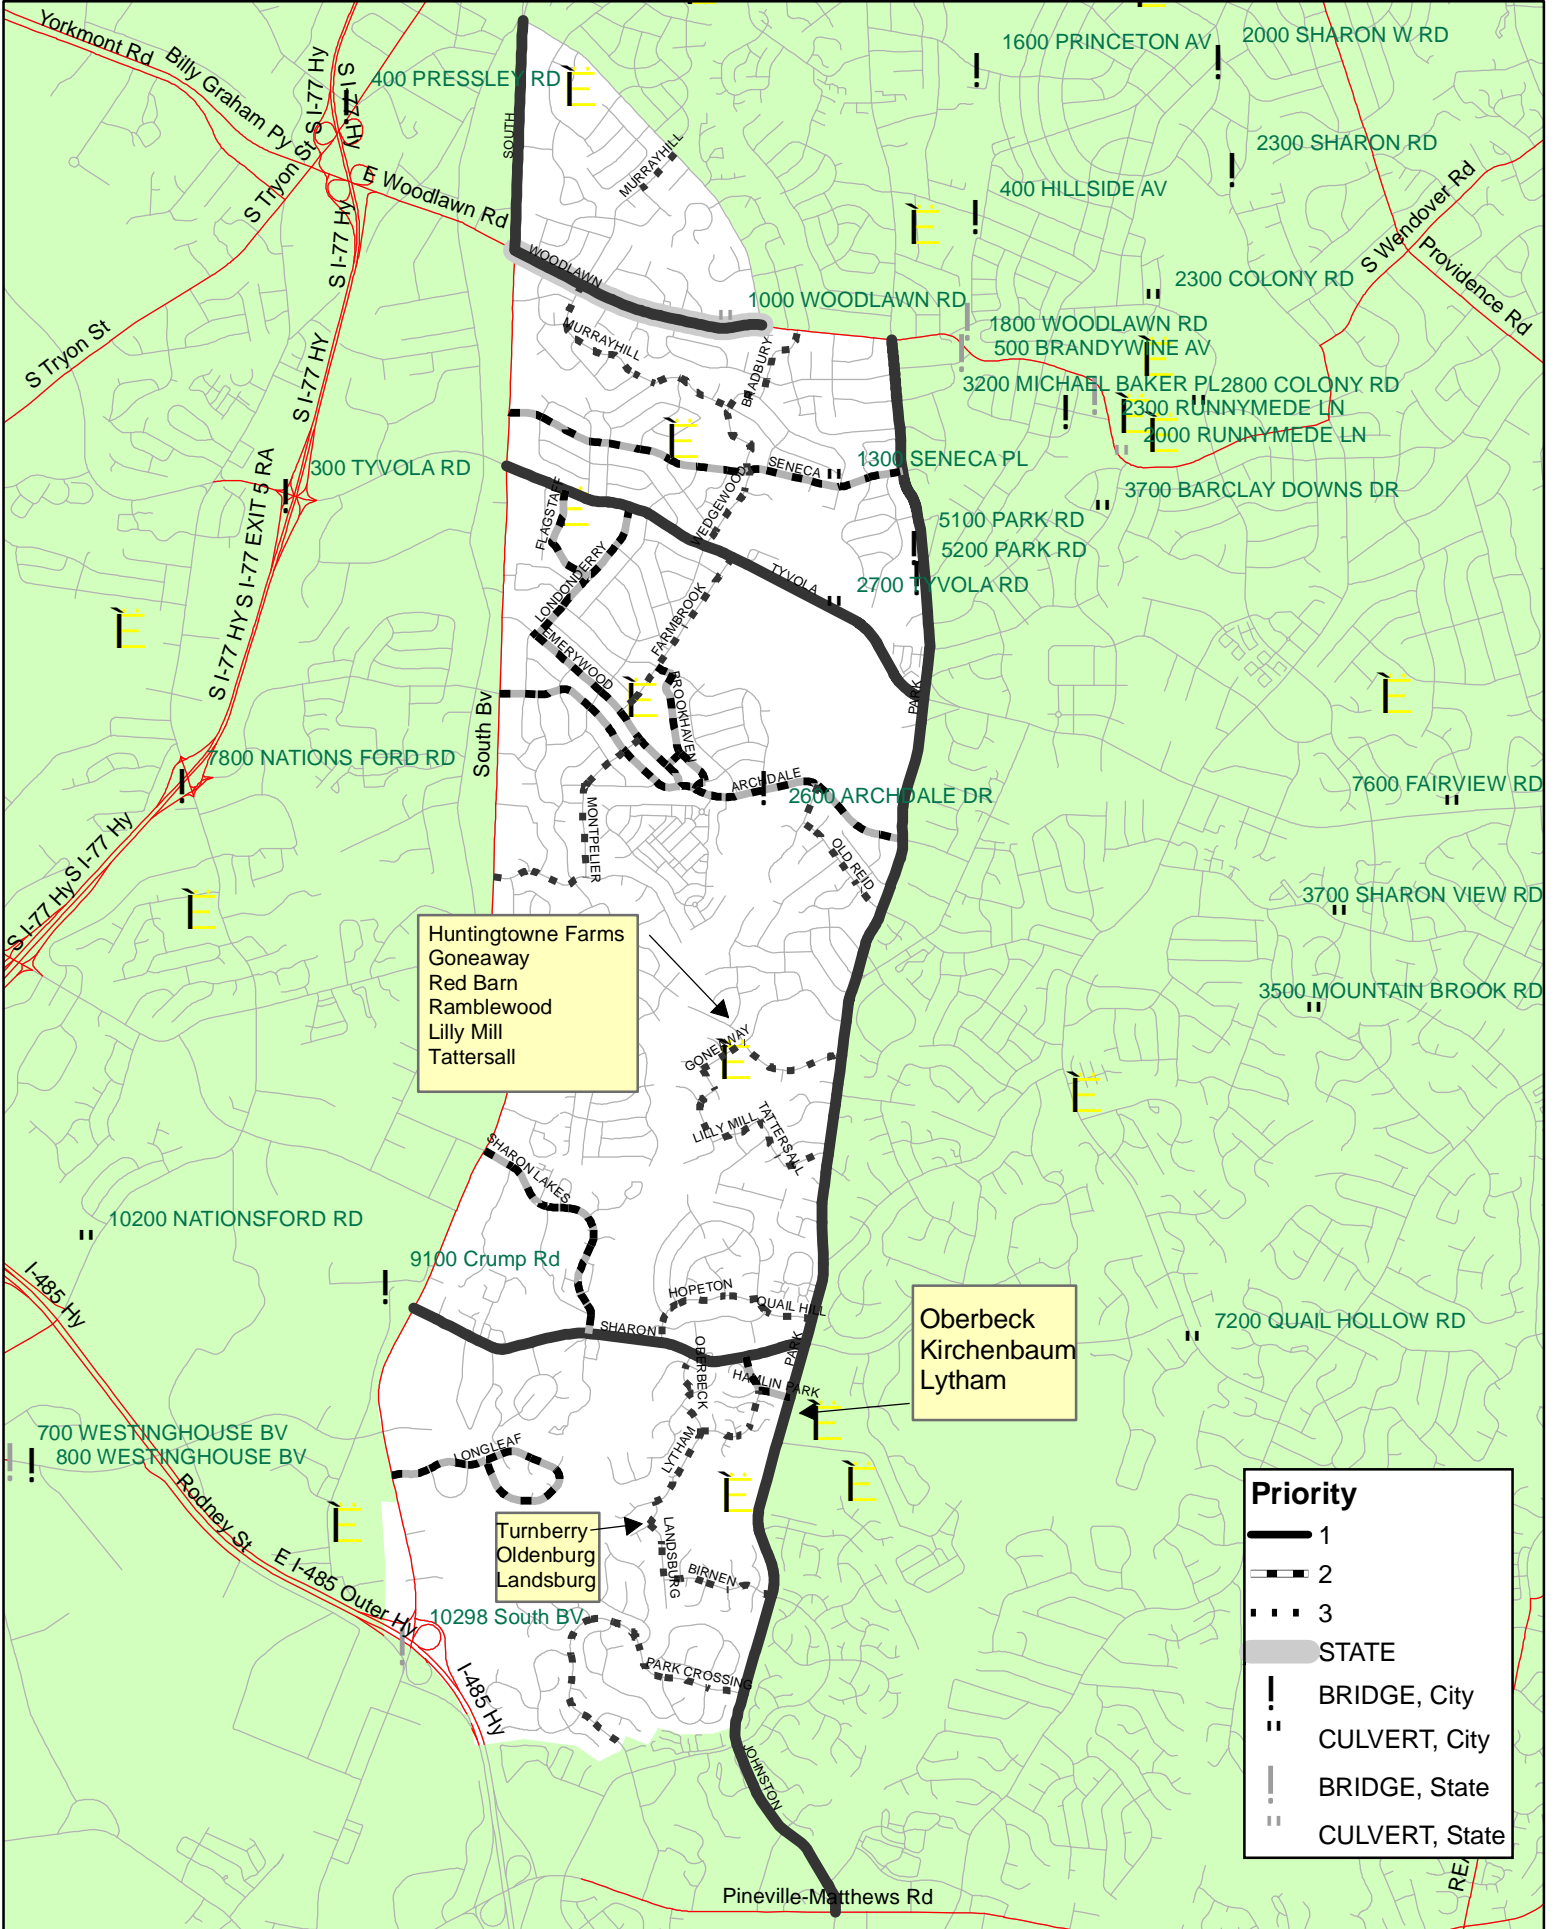 Yorkmont Rd
Billy Graham Py
S I-77 Hy
S I-77 Hy
400 PRESSLEY RD
SOUTH
MURRAYHILL
1600 PRINCETON AV
2000 SHARON W RD
2300 SHARON RD
400 HILLSIDE AV
S Wendover Rd
Providence Rd
S Tryon St
E Woodlawn Rd
S I-77 Hy
WOODLAWN
1000 WOODLAWN RD
2300 COLONY RD
1800 WOODLAWN RD
500 BRANDYWINE AV
S Tryon St
S I-77 HY
MURRAYHILL
BRADBURY
3200 MICHAEL BAKER PL
2800 COLONY RD
2300 RUNNYMEDE LN
2000 RUNNYMEDE LN
300 TYVOLA RD
SENECA
1300 SENECA PL
3700 BARCLAY DOWNS DR
S I-77 EXIT 5 RA
FLAGSTAFF
WEDGEWOOD
5100 PARK RD
5200 PARK RD
LONDONDERRY
TYVOLA
2700 TYVOLA RD
FARMBROOK
EMERYWOOD
S I-77 HY
BROOKHAVEN
PARK
South Bv
7800 NATIONS FORD RD
ARCHDALE
2600 ARCHDALE DR
7600 FAIRVIEW RD
S I-77 Hy
MONTPELIER
OLD REID
S I-77 Hy
3700 SHARON VIEW RD
Huntingtowne Farms
Goneaway
Red Barn
Ramblewood
Lilly Mill
Tattersall
3500 MOUNTAIN BROOK RD
GONEAWAY
LILLY MILL
TATTERSALL
SHARON LAKES
10200 NATIONSFORD RD
9100 Crump Rd
I-485 Hy
HOPETON
QUAIL HILL
SHARON
PARK
OBERBECK
HAMLIN PARK
Oberbeck
Kirchenbaum
Lytham
7200 QUAIL HOLLOW RD
700 WESTINGHOUSE BV
800 WESTINGHOUSE BV
LONGLEAF
LYTHAM
Rodney St
Turnberry
Oldenburg
Landsburg
LANDSBURG
BIRNEN
E I-485 Outer Hy
10298 South BV
I-485 Hy
PARK CROSSING
JOHNSTON
Pineville-Matthews Rd
Priority
1
2
3
STATE
BRIDGE, City
CULVERT, City
BRIDGE, State
CULVERT, State